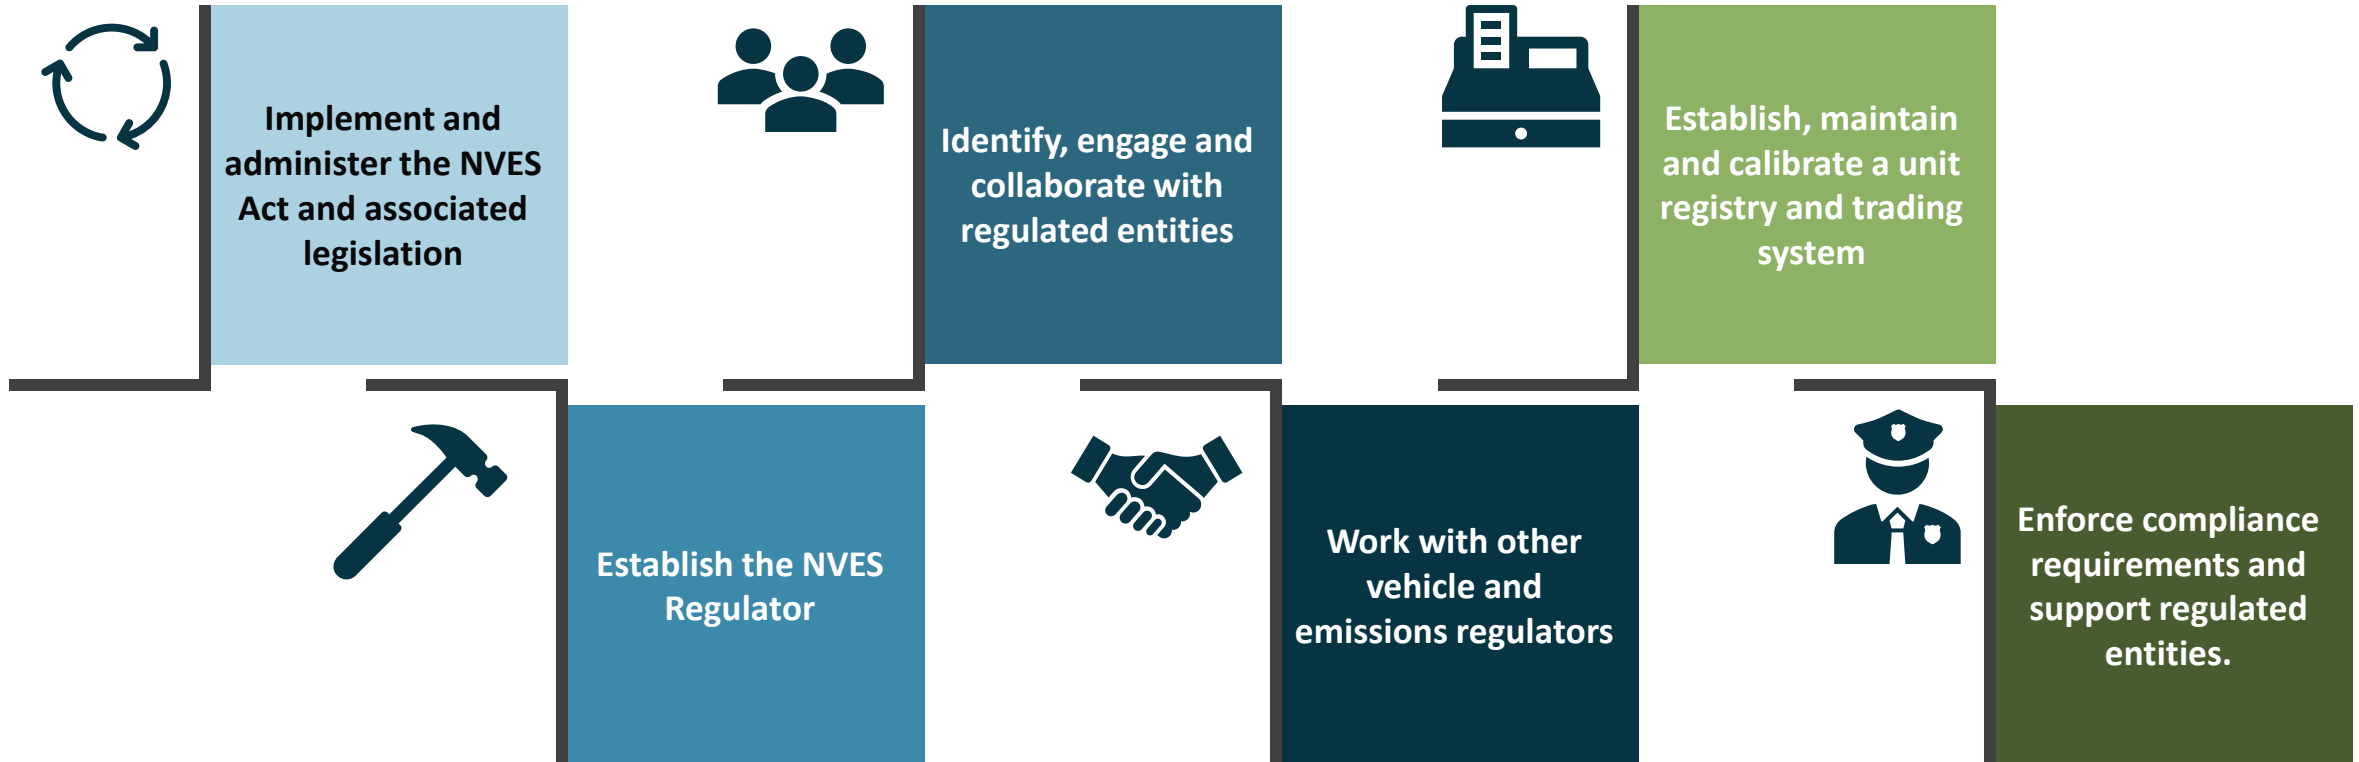 Implement and
administer the NVES
Act and associated
legislation
Establish the NVES
Regulator
Identify, engage and
collaborate with
regulated entities
Work with other
vehicle and
emissions regulators
Establish, maintain
and calibrate a unit
registry and trading
system
Enforce compliance
requirements and
support regulated
entities.